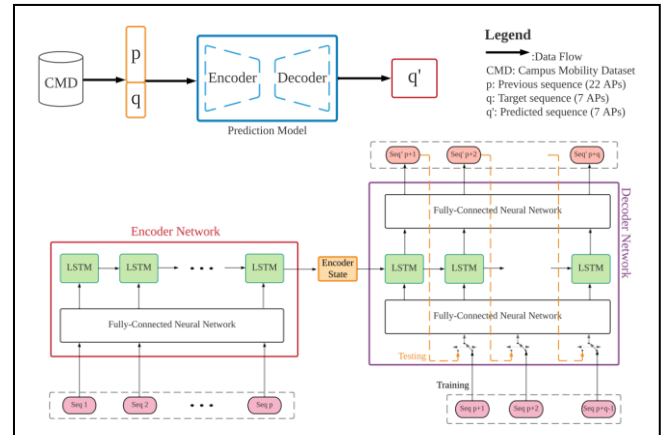 Legend
:Data Flow
CMD: Campus Mobility Dataset
p: Previous sequence (22 APs)
q: Target sequence (7 APs)
q': Predicted sequence (7 APs)
CMD
p
q
Encoder
Decoder
q'
Prediction Model
Seq' p+1
Seq' p+2
Seq' p+q
Decoder Network
Fully-Connected Neural Network
Encoder Network
LSTM
LSTM
• • •
LSTM
Encoder
State
LSTM
LSTM
LSTM
Fully-Connected Neural Network
Fully-Connected Neural Network
Testing
Training
Seq 1
Seq 2
• • •
Seq p
Seq p+1
Seq p+2
Seq p+q-1